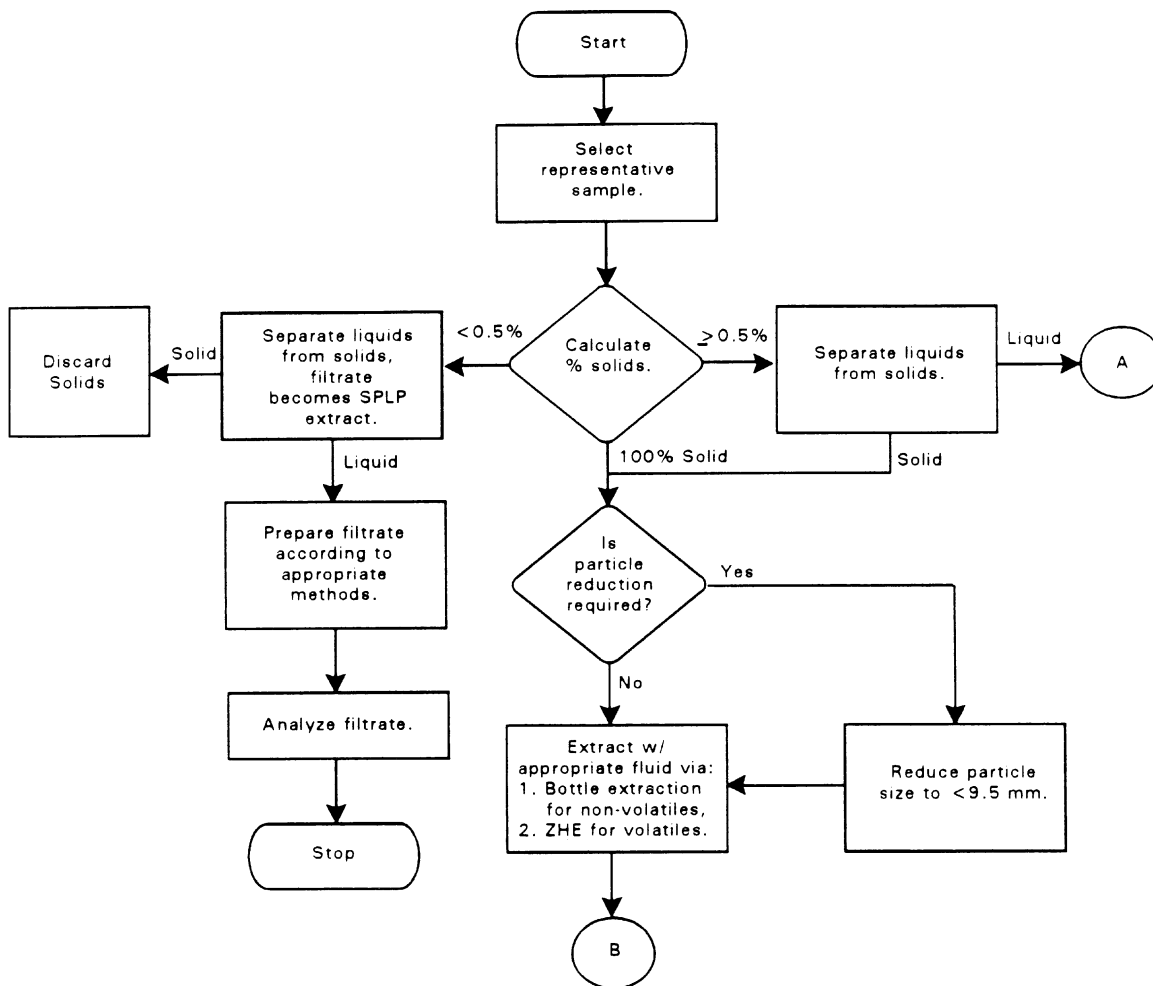 Start
Select
representative
sample.
Calculate
% solids.
<0.5%
≥0.5%
Separate liquids
from solids,
filtrate
becomes SPLP
extract.
Solid
Discard
Solids
Separate liquids
from solids.
Liquid
A
100% Solid
Solid
Liquid
Prepare filtrate
according to
appropriate
methods.
Is
particle
reduction
required?
Yes
No
Analyze filtrate.
Extract w/
appropriate fluid via:
1. Bottle extraction
for non-volatiles,
2. ZHE for volatiles.
Reduce particle
size to <9.5 mm.
Stop
B